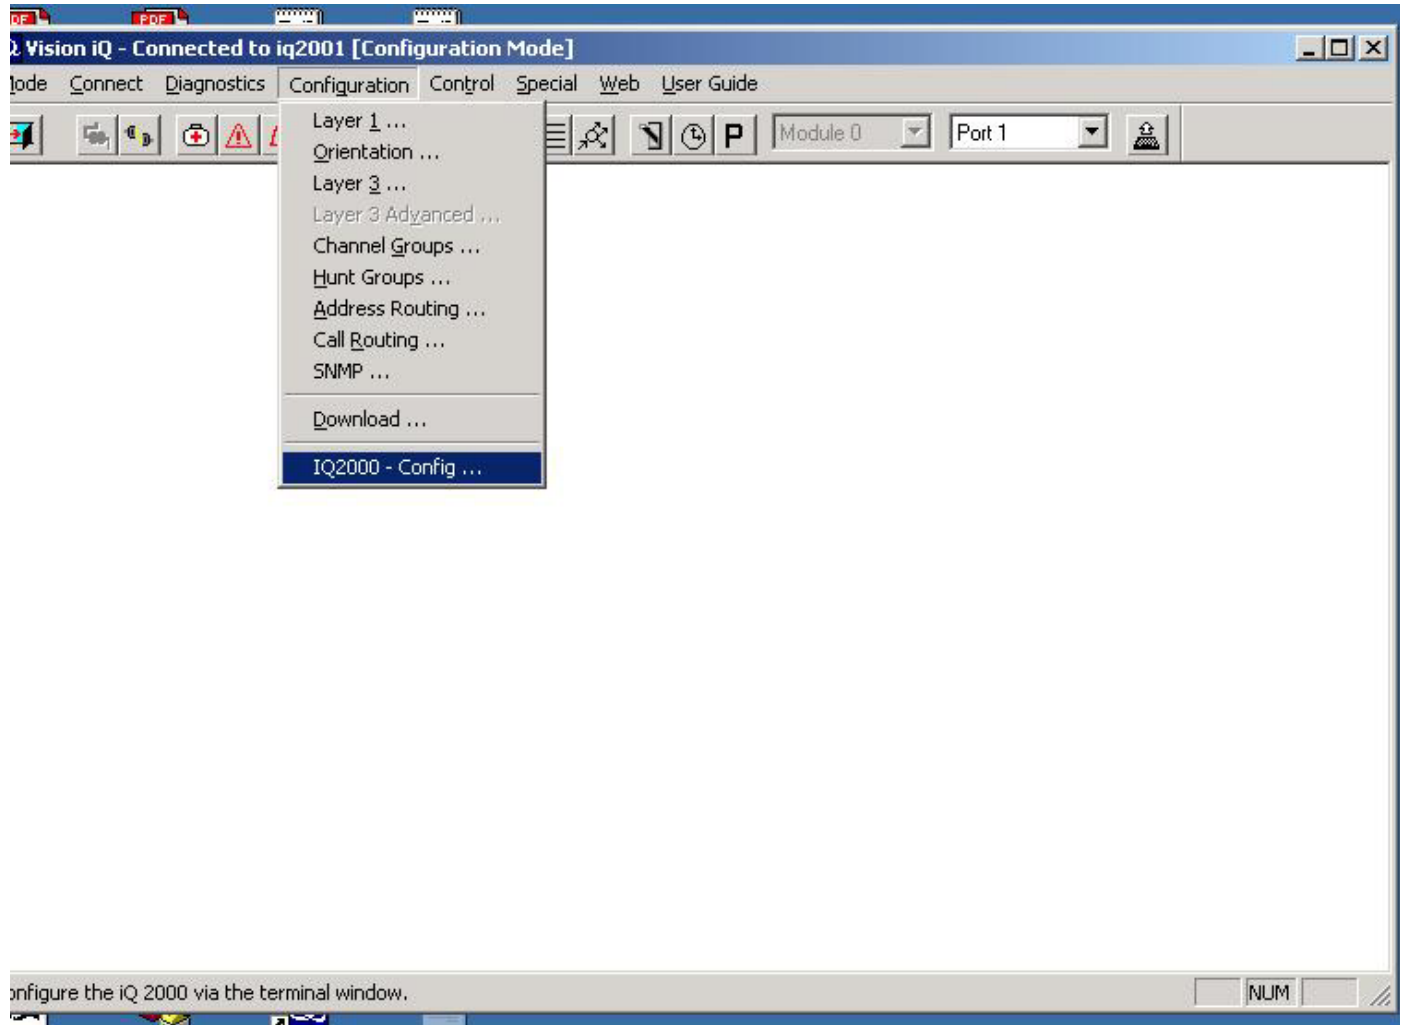 PDF
Vision iQ - Connected to iq2001 [Configuration Mode]
Mode Connect Diagnostics Configuration Control Special Web User Guide
P Module 0 Port 1
Layer 1 ...
Orientation ...
Layer 3 ...
Layer 3 Advanced ...
Channel Groups ...
Hunt Groups ...
Address Routing ...
Call Routing ...
SNMP ...
Download ...
IQ2000 - Config ...
onfigure the iQ 2000 via the terminal window.
NUM